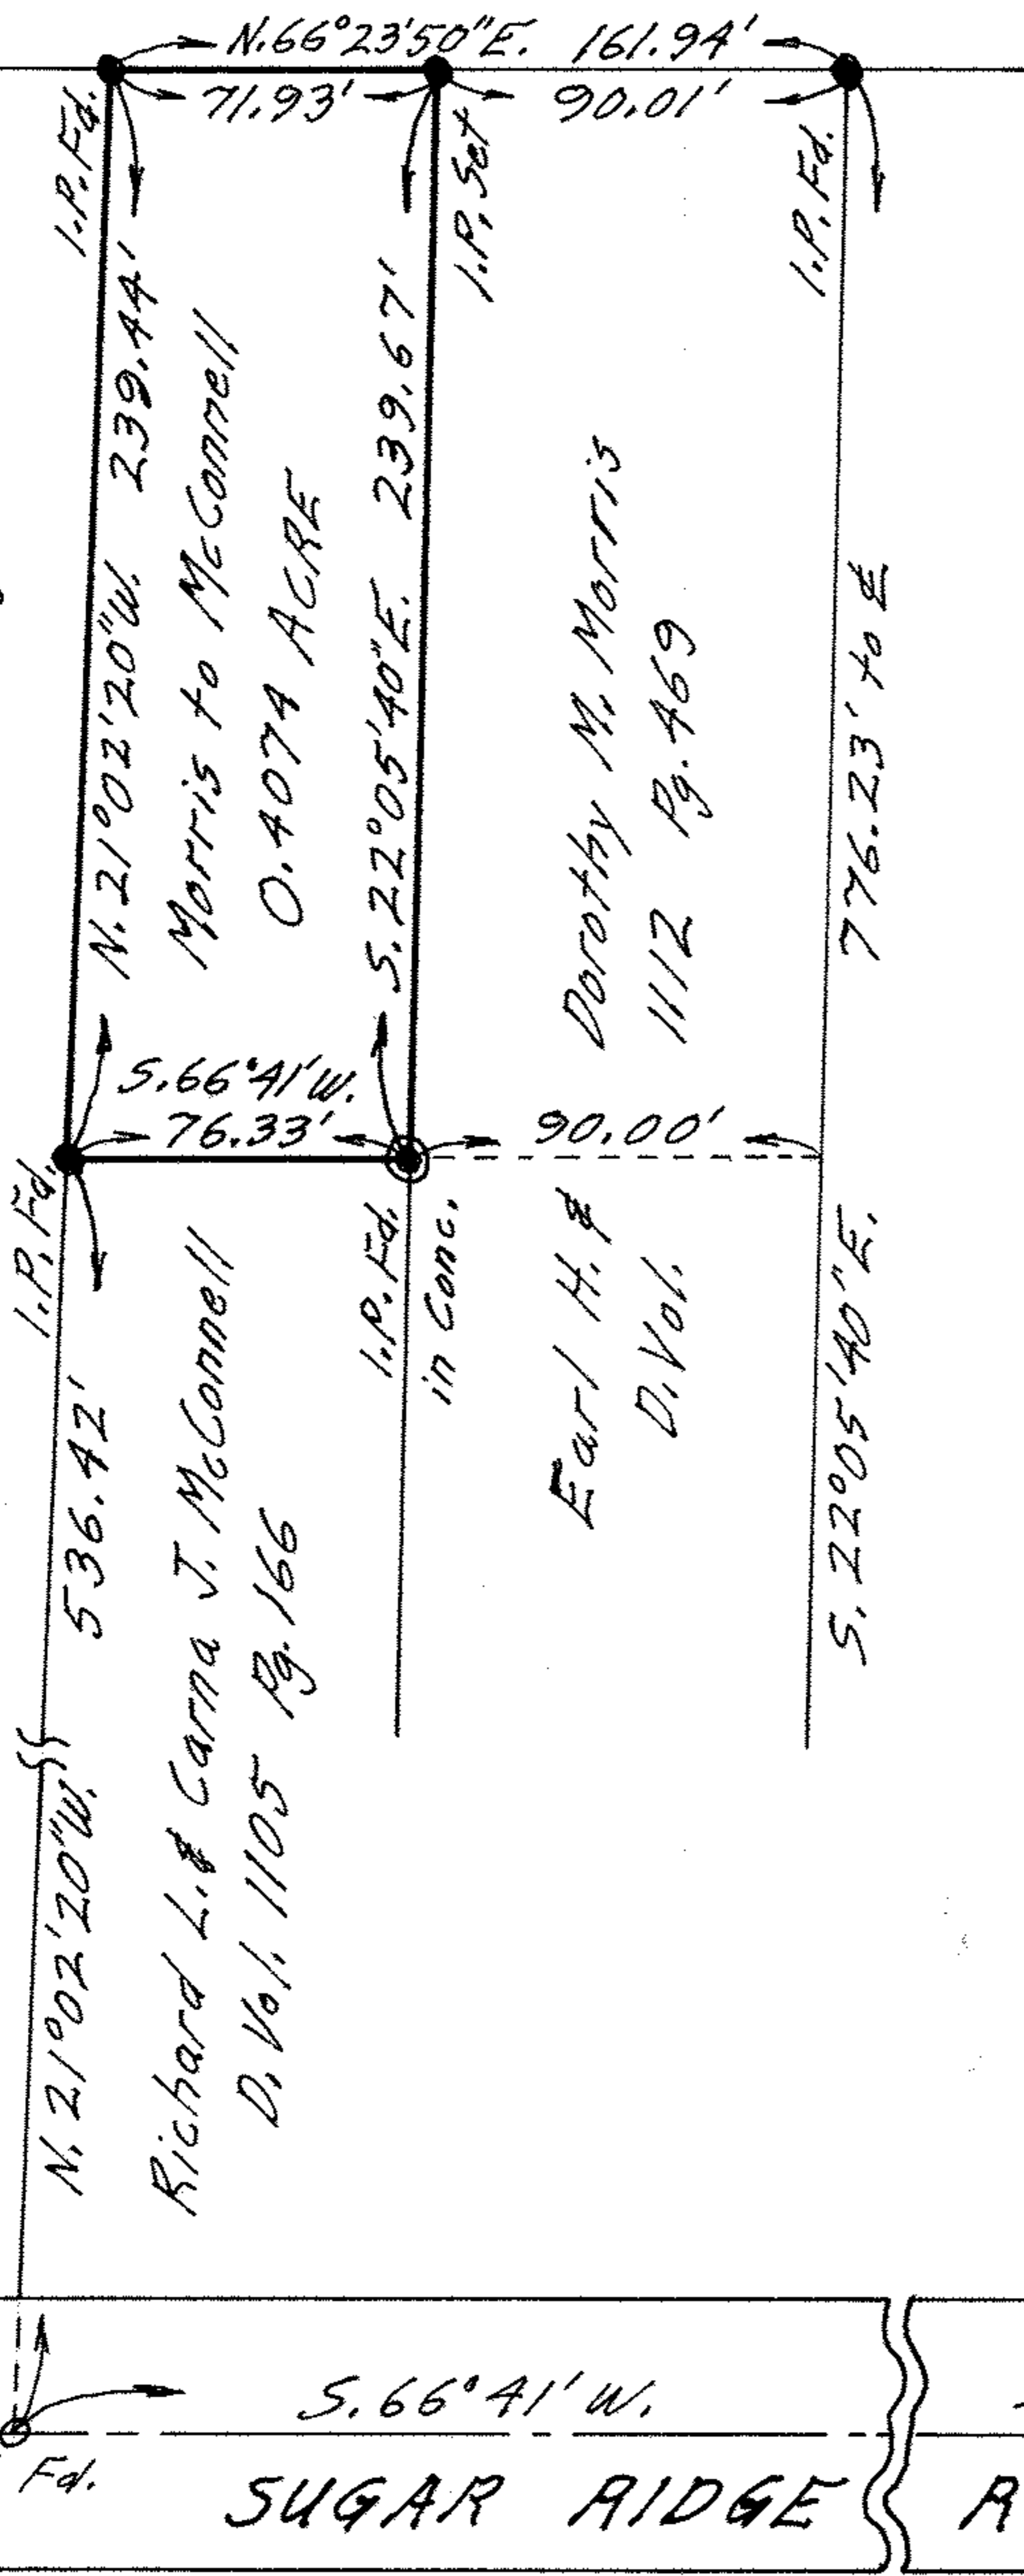 N.66°23'50"E. 161.94'
71.93' 90.01'
I.P. Fd.
I.P. Set
I.P. Fd.
N.21°02'20"W. 239.44'
Morris to McConnell
0.4074 ACRE
S.22°05'40"E. 239.67'
Earl H. & Dorothy M. Morris
D.Vol. 1112 Pg.469
S.22°05'40"E. 776.23' to ℄
S.66°41'W.
76.33' 90.00'
I.P. Fd.
I.P. Fd.
in Conc.
N.21°02'20"W. 536.42'
Richard L. & Carna J. McConnell
D.Vol. 1105 Pg.166
S.66°41'W.
Fd.
SUGAR RIDGE R